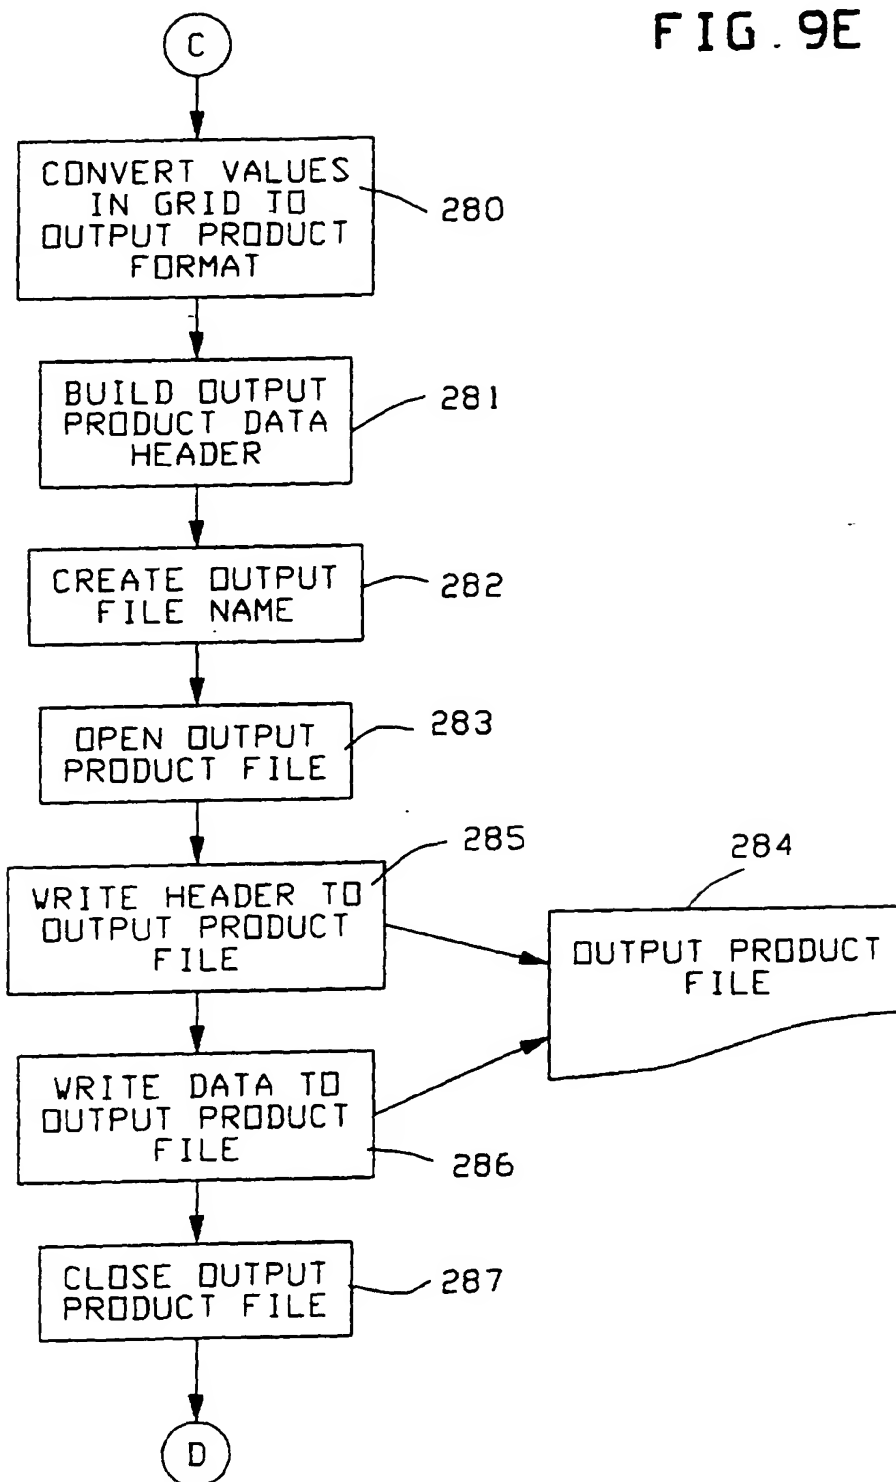 FIG. 9E
C
CONVERT VALUES
IN GRID TO
OUTPUT PRODUCT
FORMAT
280
BUILD OUTPUT
PRODUCT DATA
HEADER
281
CREATE OUTPUT
FILE NAME
282
OPEN OUTPUT
PRODUCT FILE
283
WRITE HEADER TO
OUTPUT PRODUCT
FILE
285
284
OUTPUT PRODUCT
FILE
WRITE DATA TO
OUTPUT PRODUCT
FILE
286
CLOSE OUTPUT
PRODUCT FILE
287
D